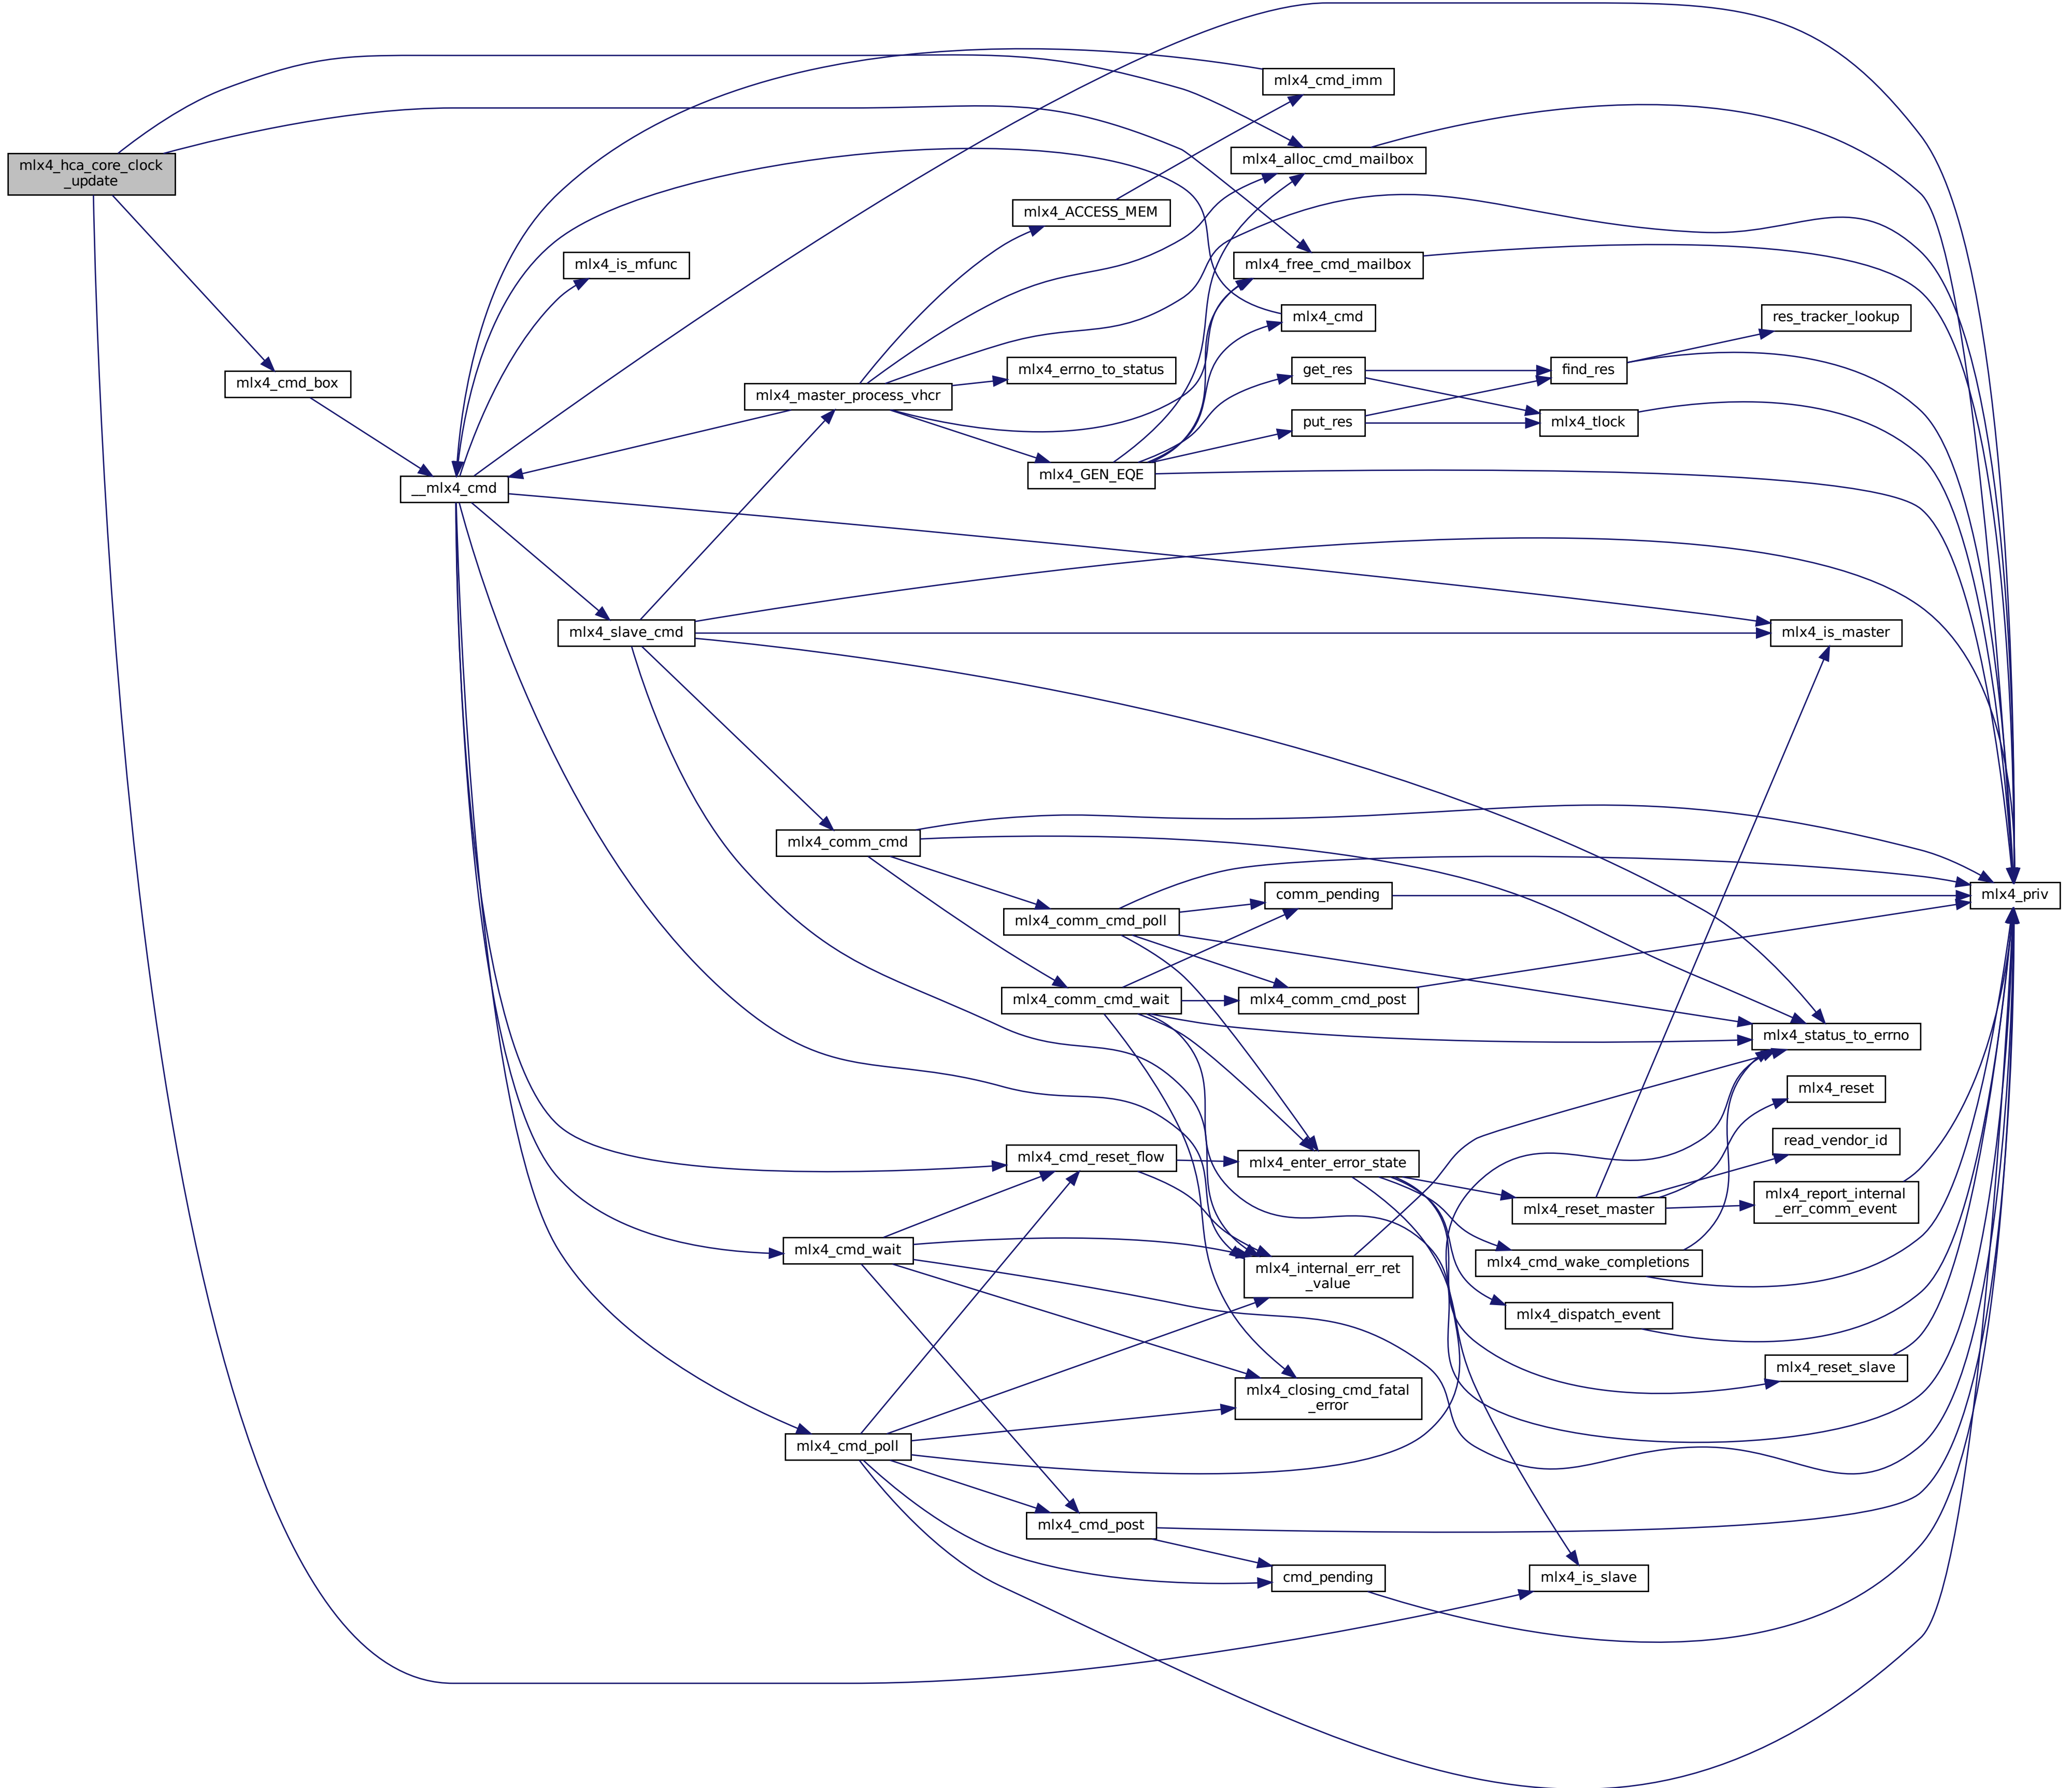 mlx4_hca_core_clock
_update
mlx4_cmd_box
__mlx4_cmd
mlx4_is_mfunc
mlx4_slave_cmd
mlx4_master_process_vhcr
mlx4_comm_cmd
mlx4_cmd_wait
mlx4_cmd_poll
mlx4_ACCESS_MEM
mlx4_errno_to_status
mlx4_GEN_EQE
mlx4_comm_cmd_poll
mlx4_comm_cmd_wait
mlx4_cmd_reset_flow
mlx4_cmd_post
mlx4_cmd_imm
mlx4_alloc_cmd_mailbox
mlx4_free_cmd_mailbox
mlx4_cmd
get_res
put_res
comm_pending
mlx4_comm_cmd_post
mlx4_enter_error_state
mlx4_internal_err_ret
_value
mlx4_closing_cmd_fatal
_error
cmd_pending
find_res
mlx4_tlock
mlx4_reset_master
mlx4_cmd_wake_completions
mlx4_dispatch_event
mlx4_is_slave
res_tracker_lookup
mlx4_is_master
mlx4_status_to_errno
mlx4_reset
read_vendor_id
mlx4_report_internal
_err_comm_event
mlx4_reset_slave
mlx4_priv